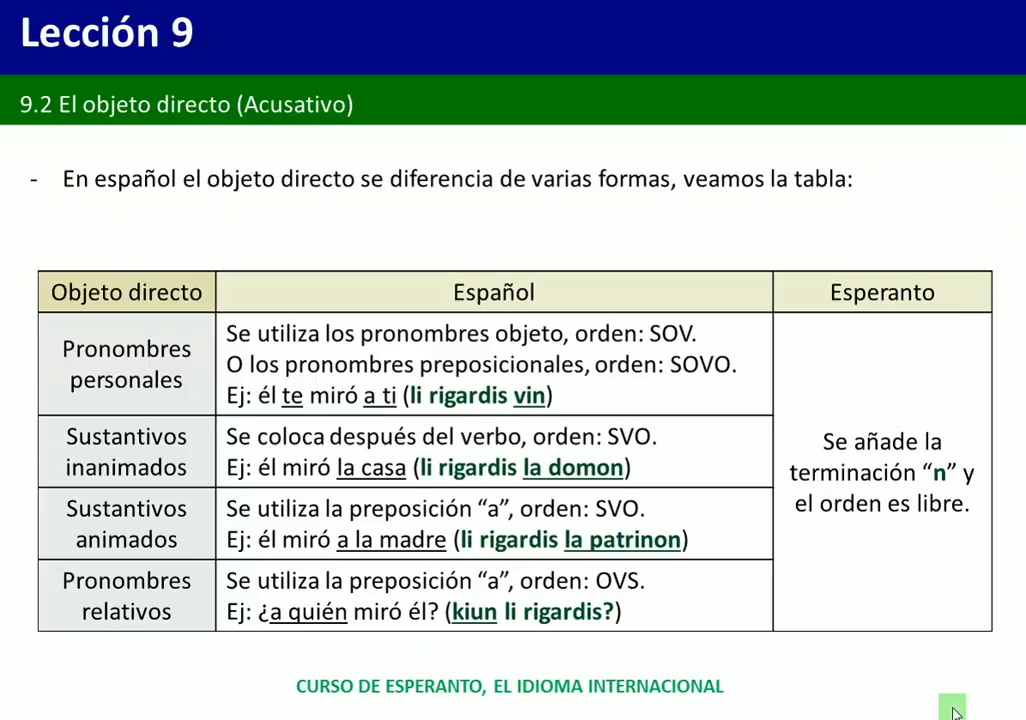 Lección 9
9.2 El objeto directo (Acusativo)
- En español el objeto directo se diferencia de varias formas, veamos la tabla:
Objeto directo
Español
Esperanto
Pronombres
personales
Se utiliza los pronombres objeto, orden: SOV.
O los pronombres preposicionales, orden: SOVO.
Ej: él te miró a ti (li rigardis vin)
Sustantivos
inanimados
Se coloca después del verbo, orden: SVO.
Ej: él miró la casa (li rigardis la domon)
Sustantivos
animados
Se utiliza la preposición “a”, orden: SVO.
Ej: él miró a la madre (li rigardis la patrinon)
Pronombres
relativos
Se utiliza la preposición “a”, orden: OVS.
Ej: ¿a quién miró él? (kiun li rigardis?)
Se añade la
terminación “n” y
el orden es libre.
CURSO DE ESPERANTO, EL IDIOMA INTERNACIONAL